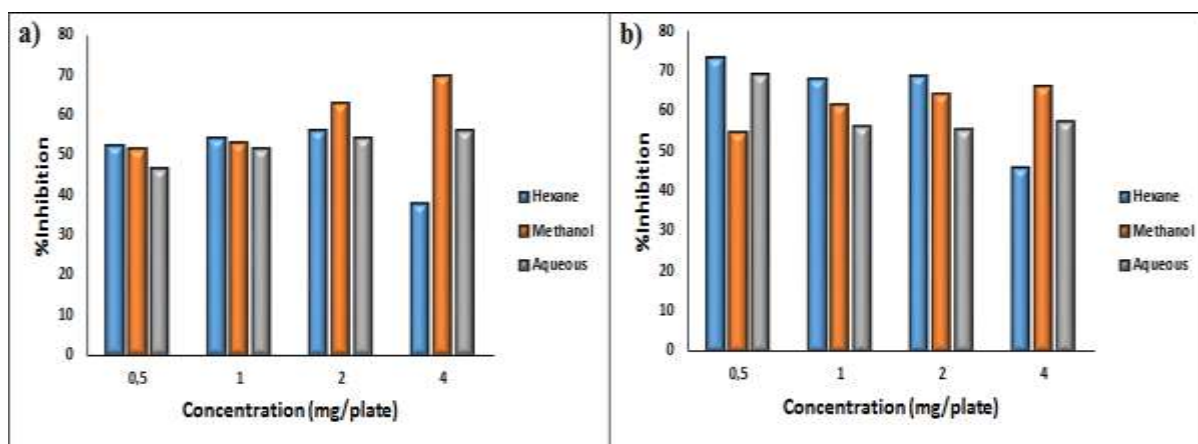 a)
80
70
60
50
40
30
20
10
0
%Inhibition
0,5 1 2 4
Concentration (mg/plate)
Hexane
Methanol
Aqueous
b)
80
70
60
50
40
30
20
10
0
%Inhibition
0,5 1 2 4
Concentration (mg/plate)
Hexane
Methanol
Aqueous